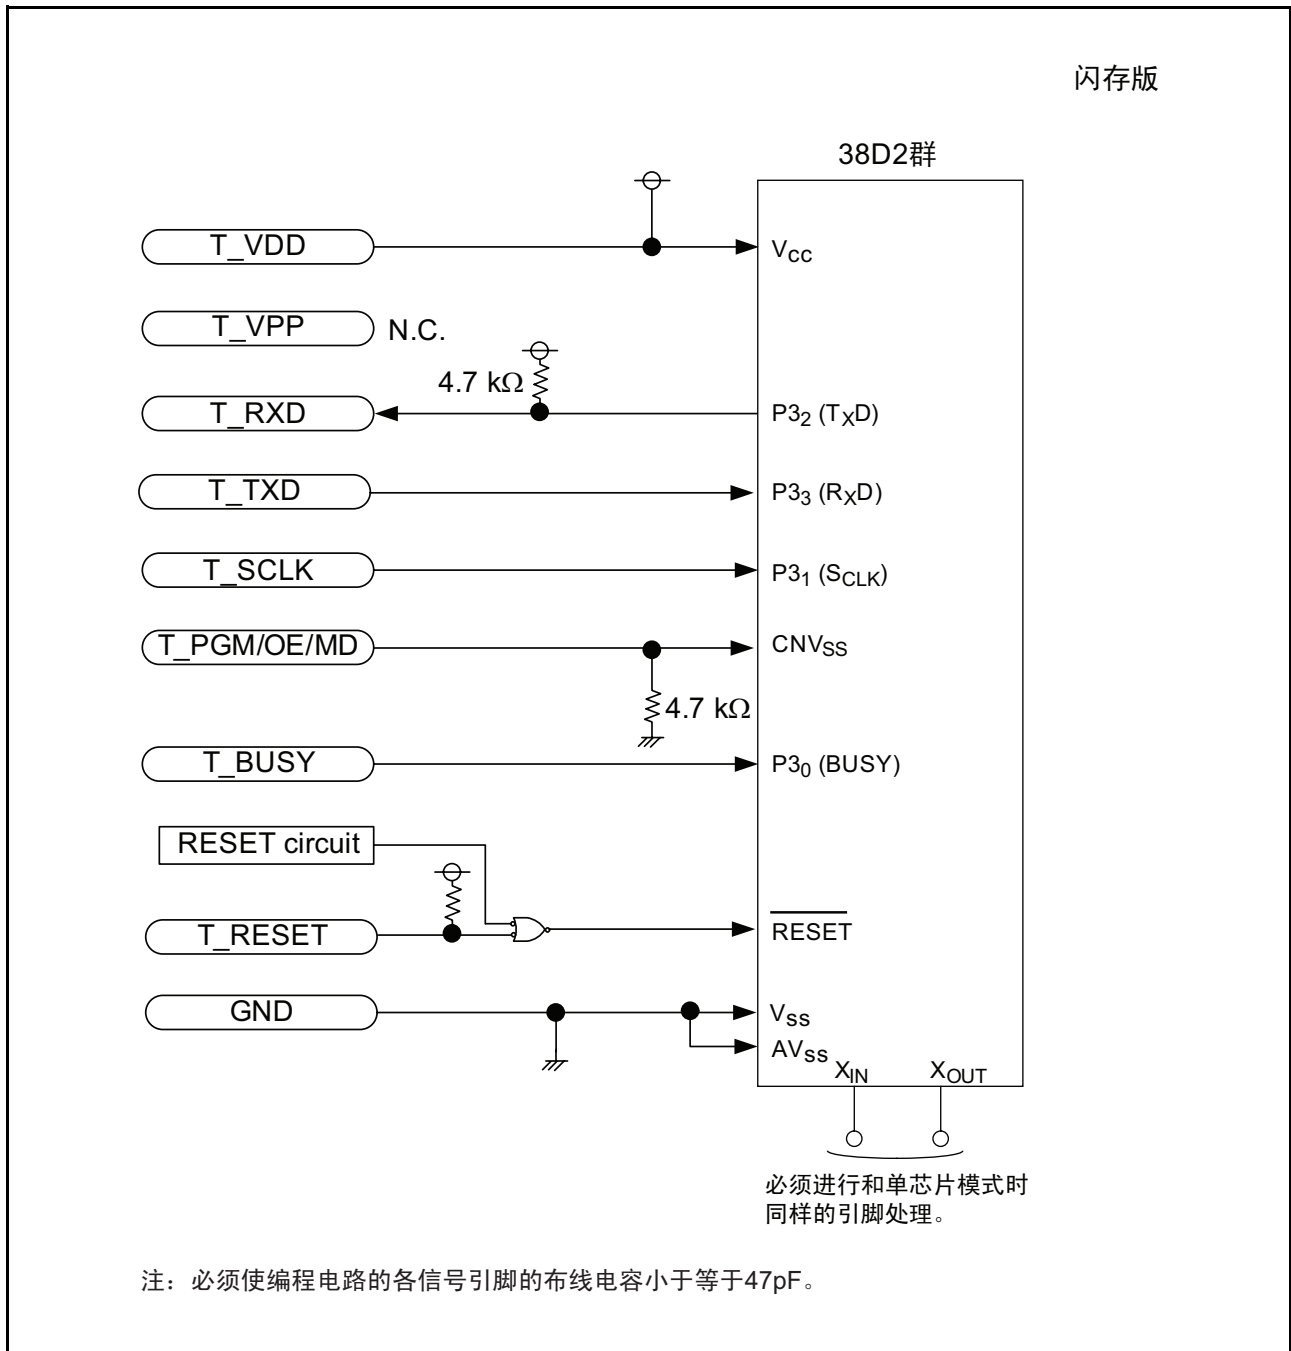 闪存版
38D2群
T_VDD
VCC
T_VPP N.C.
4.7 kΩ
T_RXD
P32 (TXD)
T_TXD
P33 (RXD)
T_SCLK
P31 (SCLK)
T_PGM/OE/MD
CNVSS
4.7 kΩ
T_BUSY
P30 (BUSY)
RESET circuit
T_RESET
RESET
GND
VSS
AVSS
XIN XOUT
必须进行和单芯片模式时
同样的引脚处理。
注：必须使编程电路的各信号引脚的布线电容小于等于47pF。